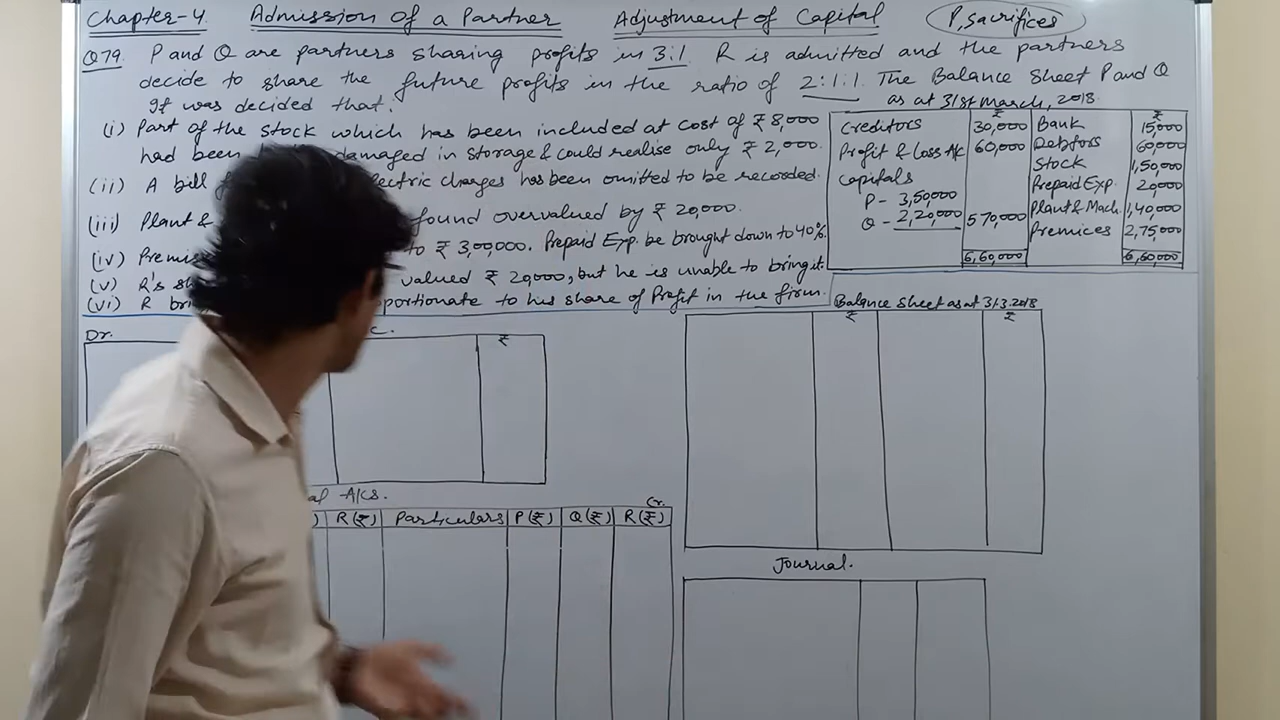 Chapter-4 Admission of a Partner Adjustment of Capital P, sacrifices
Q79 P and Q are partners sharing profits in 3:1 R is admitted and the partners
decide to share the future profits in the ratio of 2:1:1. The Balance Sheet P and Q
as at 31st March, 2018.
It was decided that.
(i) Part of the stock which has been included at cost of ₹ 8,000
had been damaged in storage & could realise only ₹ 2,000.
(ii) A bill electric charges has been omitted to be recorded.
(iii) Plant & found overvalued by ₹ 20,000.
(iv) to ₹ 3,00,000. Prepaid Exp. be brought down to 40%.
(v) R's valued ₹ 20,000, but he is unable to bring it.
(vi) R to his share of Profit in the firm.
₹ ₹
Creditors 30,000 Bank 15,000
Profit & Loss A/c 60,000 Debtors 60,000
Capitals Stock 1,50,000
P - 3,50,000 Prepaid Exp. 20,000
Q - 2,20,000 5,70,000 Plant & Mach. 1,40,000
Premices 2,75,000
6,60,000 6,60,000
Dr.
₹
Balance Sheet as at 31.3.2018
₹ ₹
A/cs.
Cr.
R(₹) Particulars P(₹) Q(₹) R(₹)
Journal.